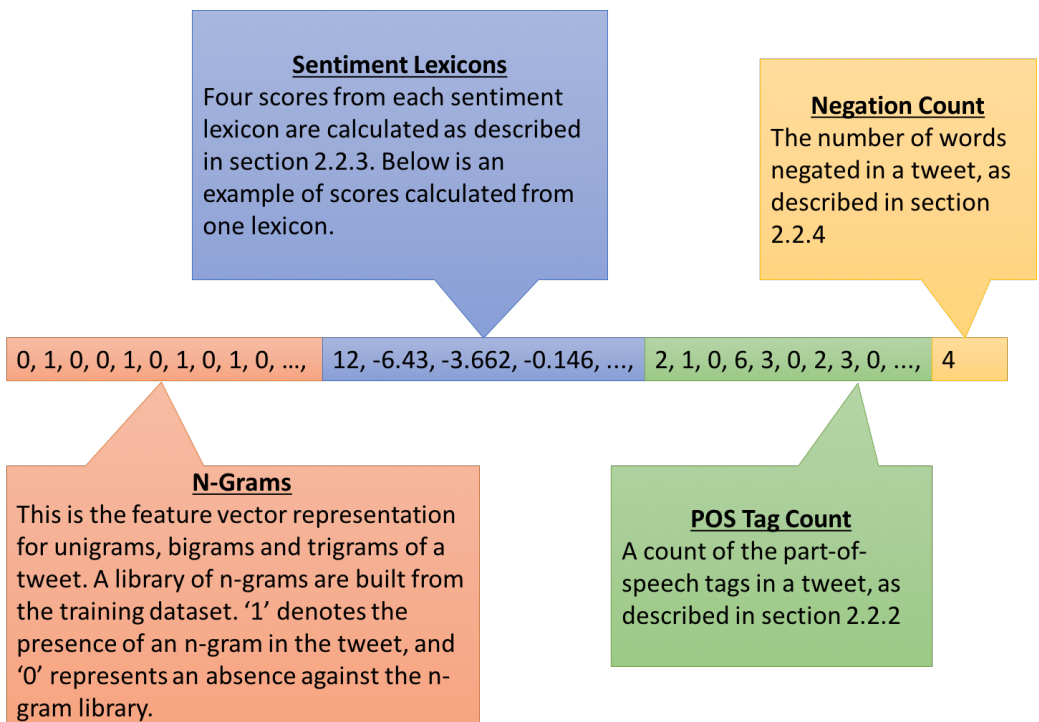 Sentiment Lexicons
Four scores from each sentiment
lexicon are calculated as described
in section 2.2.3. Below is an
example of scores calculated from
one lexicon.
Negation Count
The number of words
negated in a tweet, as
described in section
2.2.4
0, 1, 0, 0, 1, 0, 1, 0, 1, 0, ...,
12, -6.43, -3.662, -0.146, ...,
2, 1, 0, 6, 3, 0, 2, 3, 0, ...,
4
N-Grams
This is the feature vector representation
for unigrams, bigrams and trigrams of a
tweet. A library of n-grams are built from
the training dataset. ‘1’ denotes the
presence of an n-gram in the tweet, and
‘0’ represents an absence against the n-
gram library.
POS Tag Count
A count of the part-of-
speech tags in a tweet, as
described in section 2.2.2